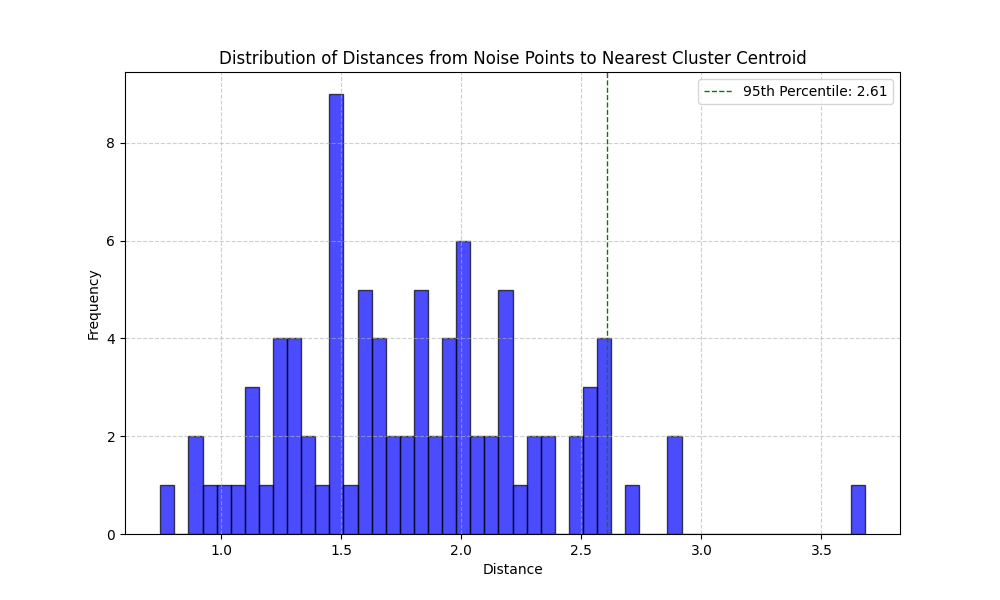 Distribution of Distances from Noise Points to Nearest Cluster Centroid
95th Percentile: 2.61
8
6
4
2
0
Frequency
1.0 1.5 2.0 2.5 3.0 3.5
Distance